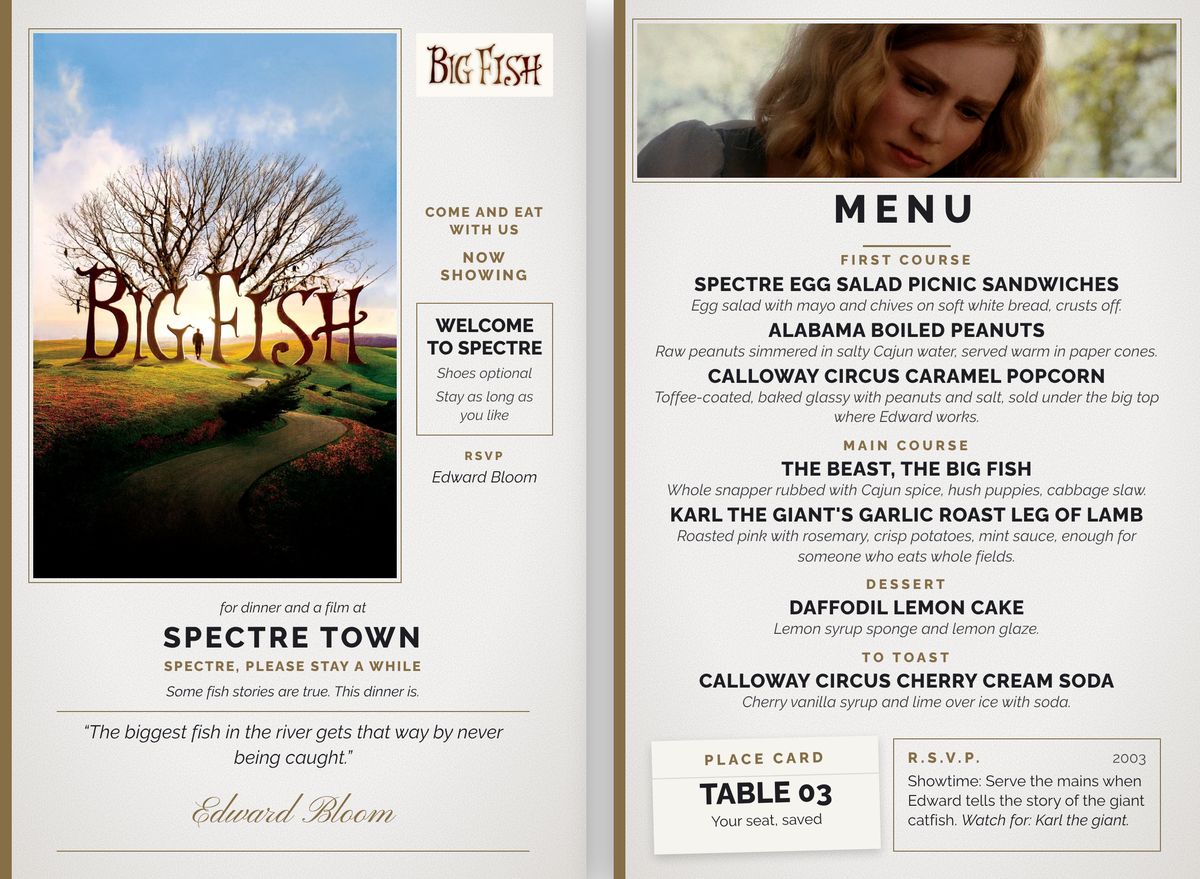 BIG FISH
BIG FISH
COME AND EAT
WITH US
NOW
SHOWING
WELCOME
TO SPECTRE
Shoes optional
Stay as long as
you like
RSVP
Edward Bloom
for dinner and a film at
SPECTRE TOWN
SPECTRE, PLEASE STAY A WHILE
Some fish stories are true. This dinner is.
“The biggest fish in the river gets that way by never
being caught.”
Edward Bloom
MENU
FIRST COURSE
SPECTRE EGG SALAD PICNIC SANDWICHES
Egg salad with mayo and chives on soft white bread, crusts off.
ALABAMA BOILED PEANUTS
Raw peanuts simmered in salty Cajun water, served warm in paper cones.
CALLOWAY CIRCUS CARAMEL POPCORN
Toffee-coated, baked glassy with peanuts and salt, sold under the big top
where Edward works.
MAIN COURSE
THE BEAST, THE BIG FISH
Whole snapper rubbed with Cajun spice, hush puppies, cabbage slaw.
KARL THE GIANT'S GARLIC ROAST LEG OF LAMB
Roasted pink with rosemary, crisp potatoes, mint sauce, enough for
someone who eats whole fields.
DESSERT
DAFFODIL LEMON CAKE
Lemon syrup sponge and lemon glaze.
TO TOAST
CALLOWAY CIRCUS CHERRY CREAM SODA
Cherry vanilla syrup and lime over ice with soda.
PLACE CARD
TABLE 03
Your seat, saved
R.S.V.P. 2003
Showtime: Serve the mains when
Edward tells the story of the giant
catfish. Watch for: Karl the giant.